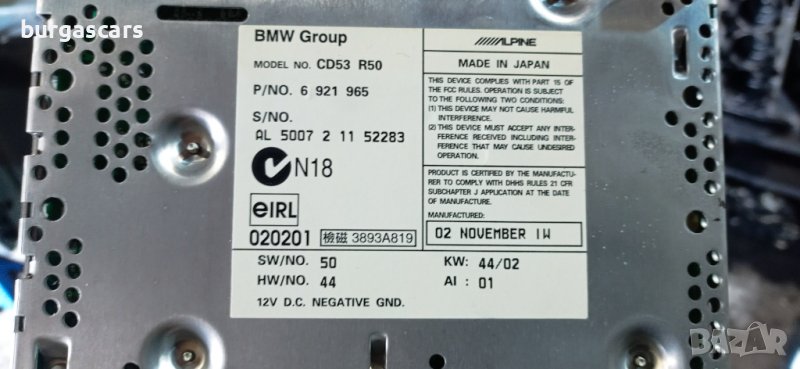 burgascars
BMW Group
MODEL NO. CD53 R50
P/NO. 6 921 965
S/NO.
AL 5007 2 11 52283
N18
eIRL
020201 檢磁 3893A819
ALPINE
MADE IN JAPAN
THIS DEVICE COMPLIES WITH PART 15 OF
THE FCC RULES. OPERATION IS SUBJECT
TO THE FOLLOWING TWO CONDITIONS:
(1) THIS DEVICE MAY NOT CAUSE HARMFUL
INTERFERENCE.
(2) THIS DEVICE MUST ACCEPT ANY INTER-
FERENCE RECEIVED INCLUDING INTER-
FERENCE THAT MAY CAUSE UNDESIRED
OPERATION.
PRODUCT IS CERTIFIED BY THE MANUFACTU-
RER TO COMPLY WITH DHHS RULES 21 CFR
SUBCHAPTER J APPLICATION AT THE DATE
OF MANUFACTURE.
MANUFACTURED:
02 NOVEMBER IW
SW/NO. 50
HW/NO. 44
12V D.C. NEGATIVE GND.
KW: 44/02
AI : 01
BAZAR